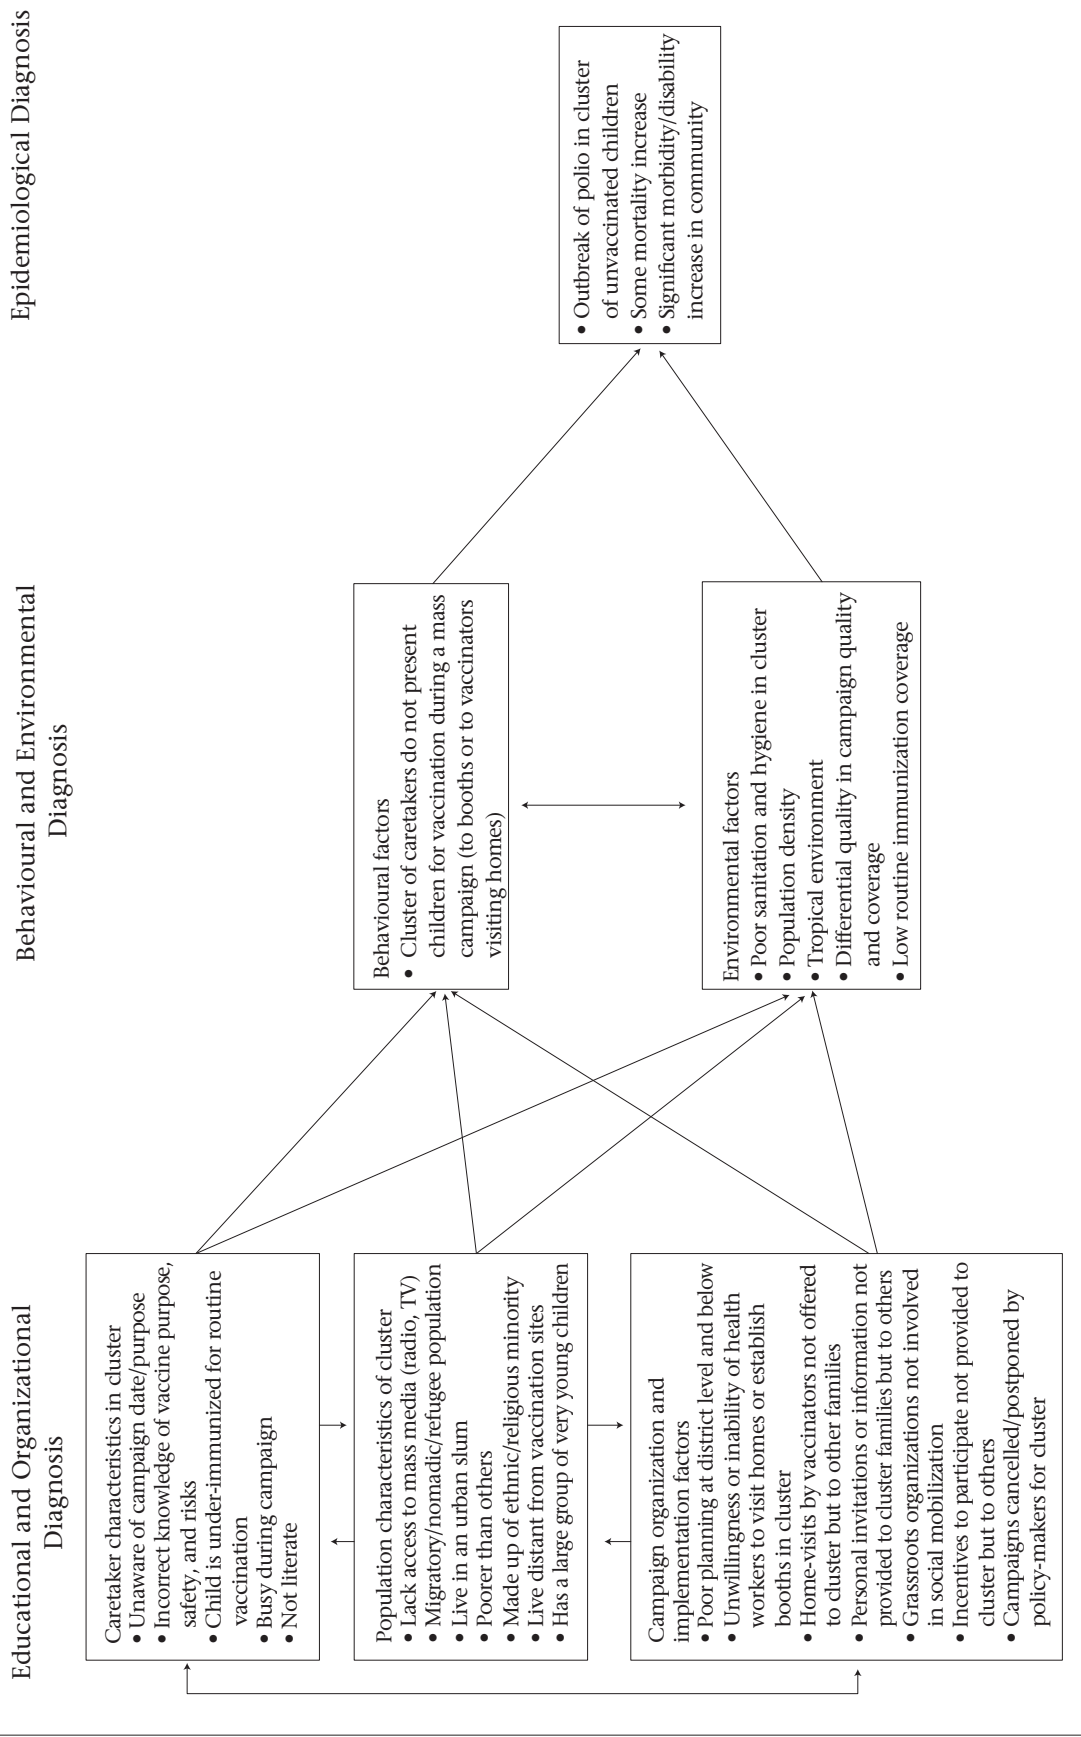 Educational and Organizational
Diagnosis
Behavioural and Environmental
Diagnosis
Epidemiological Diagnosis
Caretaker characteristics in cluster
• Unaware of campaign date/purpose
• Incorrect knowledge of vaccine purpose,
safety, and risks
• Child is under-immunized for routine
vaccination
• Busy during campaign
• Not literate
Population characteristics of cluster
• Lack access to mass media (radio, TV)
• Migratory/nomadic/refugee population
• Live in an urban slum
• Poorer than others
• Made up of ethnic/religious minority
• Live distant from vaccination sites
• Has a large group of very young children
Campaign organization and
implementation factors
• Poor planning at district level and below
• Unwillingness or inability of health
workers to visit homes or establish
booths in cluster
• Home-visits by vaccinators not offered
to cluster but to other families
• Personal invitations or information not
provided to cluster families but to others
• Grassroots organizations not involved
in social mobilization
• Incentives to participate not provided to
cluster but to others
• Campaigns cancelled/postponed by
policy-makers for cluster
Behavioural factors
• Cluster of caretakers do not present
children for vaccination during a mass
campaign (to booths or to vaccinators
visiting homes)
Environmental factors
• Poor sanitation and hygiene in cluster
• Population density
• Tropical environment
• Differential quality in campaign quality
and coverage
• Low routine immunization coverage
• Outbreak of polio in cluster
of unvaccinated children
• Some mortality increase
• Significant morbidity/disability
increase in community